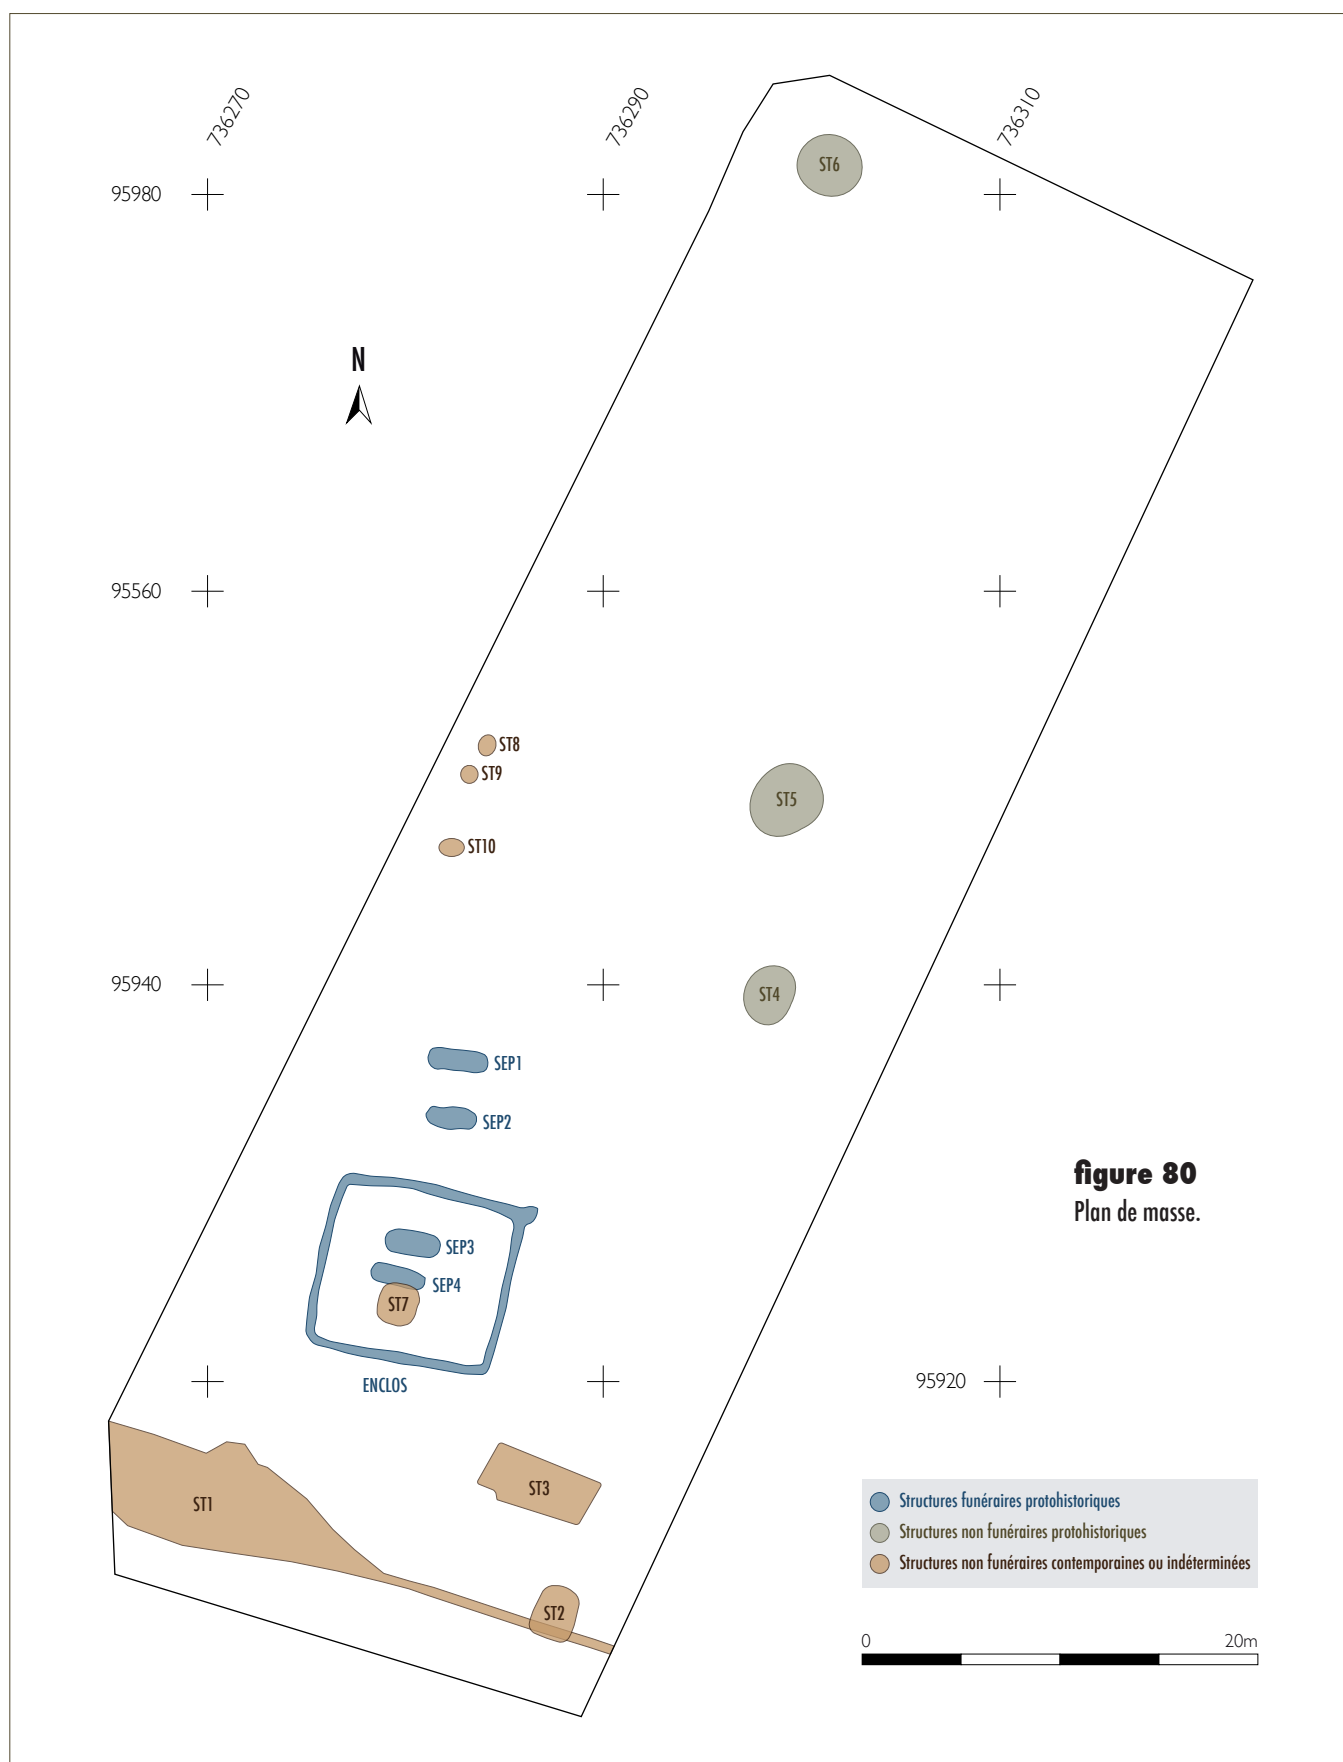 736270
736290
736310
95980
ST6
N
95560
ST8
ST9
ST5
ST10
95940
ST4
SEP1
SEP2
figure 80
Plan de masse.
SEP3
SEP4
ST7
ENCLOS
95920
ST3
ST1
Structures funéraires protohistoriques
Structures non funéraires protohistoriques
Structures non funéraires contemporaines ou indéterminées
ST2
0 20m